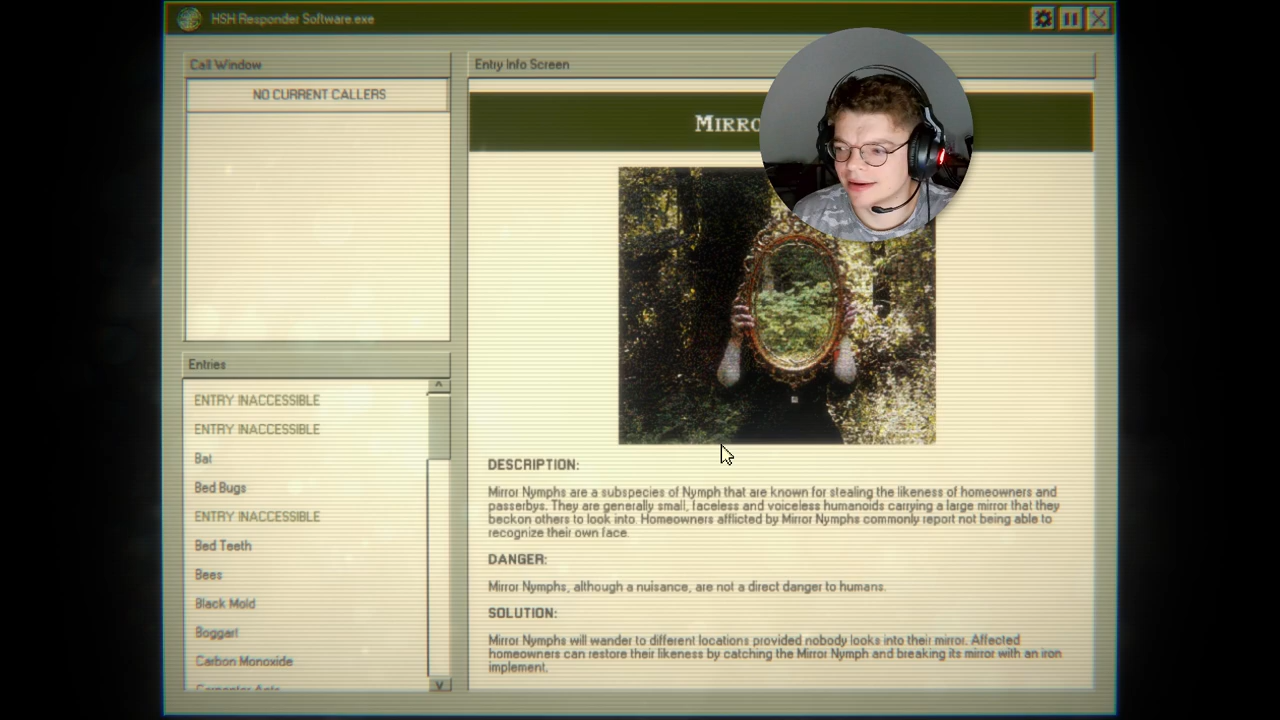 HSH Responder Software.exe
Call Window
NO CURRENT CALLERS
Entry Info Screen
Entries
ENTRY INACCESSIBLE
ENTRY INACCESSIBLE
Bat
Bed Bugs
ENTRY INACCESSIBLE
Bed Teeth
Bees
Black Mold
Boggart
Carbon Monoxide
Carpenter Ants
DESCRIPTION:
Mirror Nymphs are a subspecies of Nymph that are known for stealing the likeness of homeowners and
passerbys. They are generally small, faceless and voiceless humanoids carrying a large mirror that they
beckon others to look into. Homeowners afflicted by Mirror Nymphs commonly report not being able to
recognize their own face.
DANGER:
Mirror Nymphs, although a nuisance, are not a direct danger to humans.
SOLUTION:
Mirror Nymphs will wander to different locations provided nobody looks into their mirror. Affected
homeowners can restore their likeness by catching the Mirror Nymph and breaking its mirror with an iron
implement.